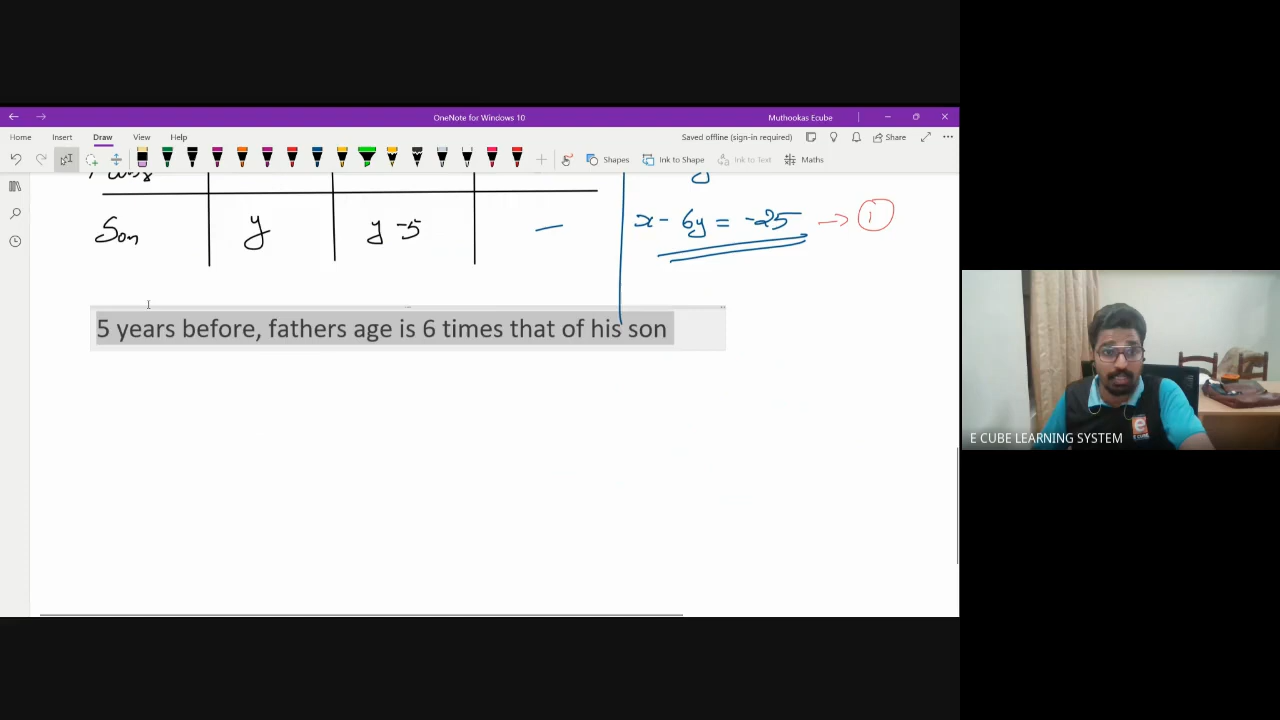 OneNote for Windows 10
Muthookas Ecube
Home Insert Draw View Help
Saved offline (sign-in required)
Share
Shapes
Ink to Shape
Ink to Text
Maths
Son y y -5 —
x - 6y = -25 → 1
5 years before, fathers age is 6 times that of his son
E CUBE LEARNING SYSTEM
e
E CUBE